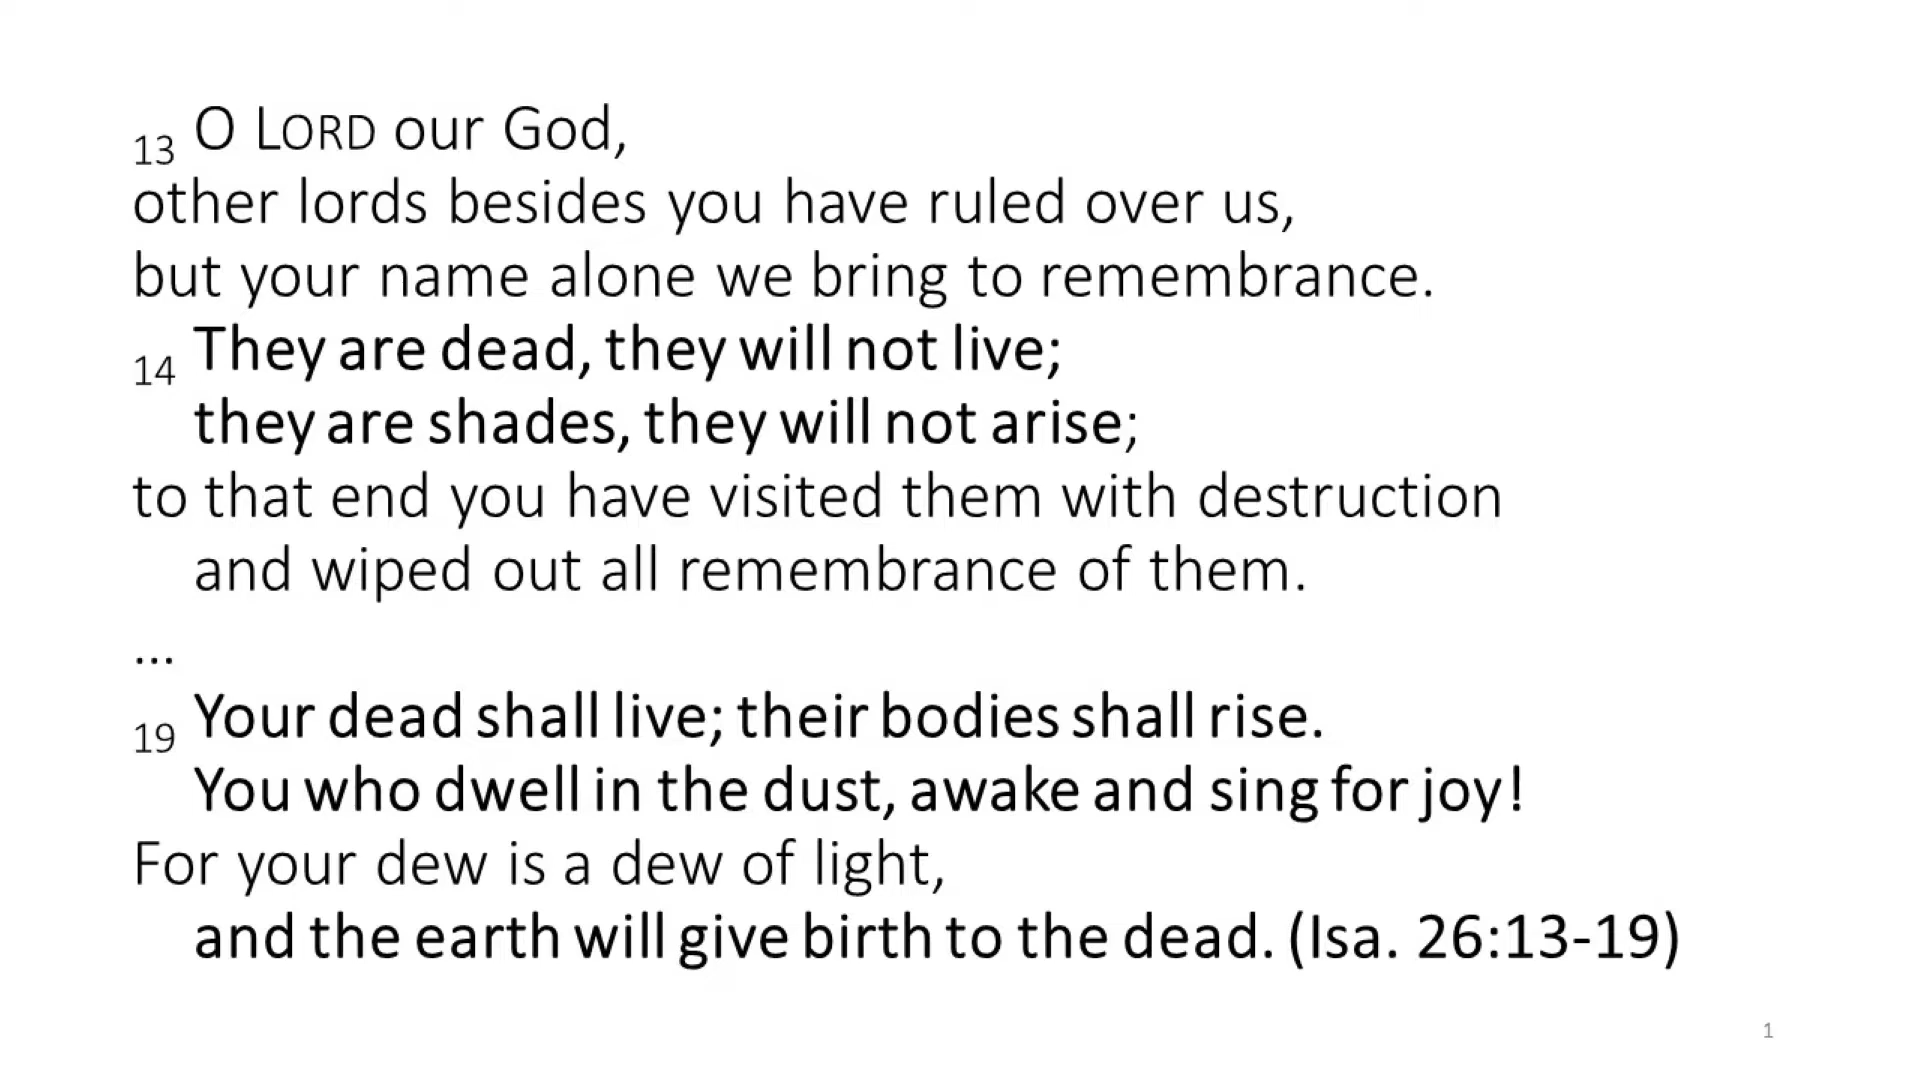 13 O LORD our God,
other lords besides you have ruled over us,
but your name alone we bring to remembrance.
14 They are dead, they will not live;
they are shades, they will not arise;
to that end you have visited them with destruction
and wiped out all remembrance of them.
...
19 Your dead shall live; their bodies shall rise.
You who dwell in the dust, awake and sing for joy!
For your dew is a dew of light,
and the earth will give birth to the dead. (Isa. 26:13-19)
1